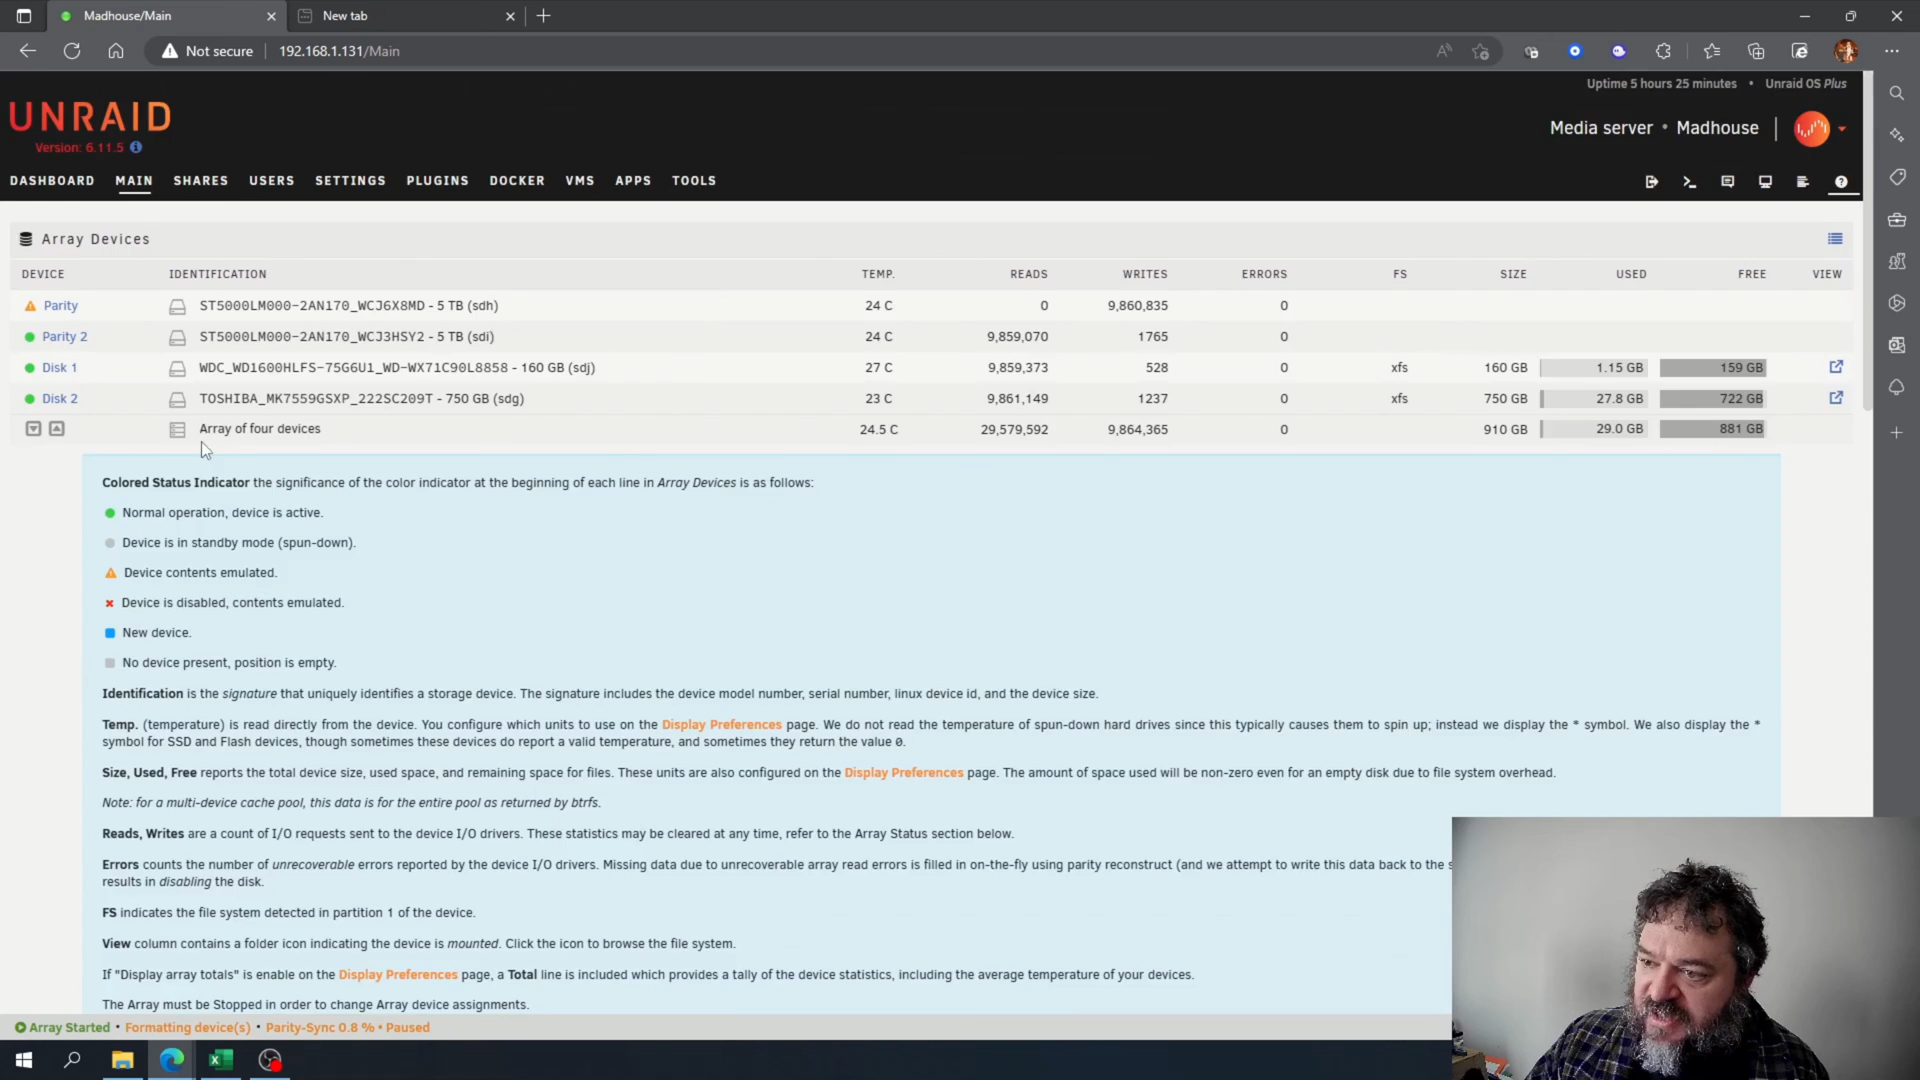 Madhouse/Main
New tab
Not secure
192.168.1.131/Main
Uptime 5 hours 25 minutes • Unraid OS Plus
UNRAID
Version: 6.11.5
Media server • Madhouse
DASHBOARD MAIN SHARES USERS SETTINGS PLUGINS DOCKER VMS APPS TOOLS
Array Devices
DEVICE IDENTIFICATION TEMP. READS WRITES ERRORS FS SIZE USED FREE VIEW
Parity ST5000LM000-2AN170_WCJ6X8MD - 5 TB (sdh) 24 C 0 9,860,835 0
Parity 2 ST5000LM000-2AN170_WCJ3HSY2 - 5 TB (sdi) 24 C 9,859,070 1765 0
Disk 1 WDC_WD1600HLFS-75G6U1_WD-WX71C90L8858 - 160 GB (sdj) 27 C 9,859,373 528 0 xfs 160 GB 1.15 GB 159 GB
Disk 2 TOSHIBA_MK7559GSXP_222SC209T - 750 GB (sdg) 23 C 9,861,149 1237 0 xfs 750 GB 27.8 GB 722 GB
Array of four devices 24.5 C 29,579,592 9,864,365 0 910 GB 29.0 GB 881 GB
Colored Status Indicator the significance of the color indicator at the beginning of each line in Array Devices is as follows:
Normal operation, device is active.
Device is in standby mode (spun-down).
Device contents emulated.
Device is disabled, contents emulated.
New device.
No device present, position is empty.
Identification is the signature that uniquely identifies a storage device. The signature includes the device model number, serial number, linux device id, and the device size.
Temp. (temperature) is read directly from the device. You configure which units to use on the Display Preferences page. We do not read the temperature of spun-down hard drives since this typically causes them to spin up; instead we display the * symbol. We also display the *
symbol for SSD and Flash devices, though sometimes these devices do report a valid temperature, and sometimes they return the value 0.
Size, Used, Free reports the total device size, used space, and remaining space for files. These units are also configured on the Display Preferences page. The amount of space used will be non-zero even for an empty disk due to file system overhead.
Note: for a multi-device cache pool, this data is for the entire pool as returned by btrfs.
Reads, Writes are a count of I/O requests sent to the device I/O drivers. These statistics may be cleared at any time, refer to the Array Status section below.
Errors counts the number of unrecoverable errors reported by the device I/O drivers. Missing data due to unrecoverable array read errors is filled in on-the-fly using parity reconstruct (and we attempt to write this data back to the
results in disabling the disk.
FS indicates the file system detected in partition 1 of the device.
View column contains a folder icon indicating the device is mounted. Click the icon to browse the file system.
If "Display array totals" is enable on the Display Preferences page, a Total line is included which provides a tally of the device statistics, including the average temperature of your devices.
The Array must be Stopped in order to change Array device assignments.
Array Started • Formatting device(s) • Parity-Sync 0.8 % • Paused